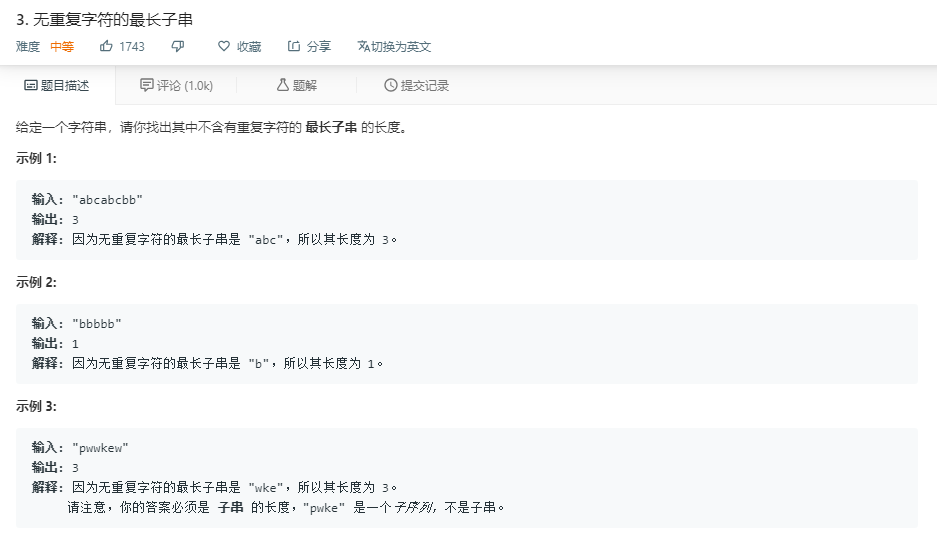 3. 无重复字符的最长子串
难度 中等 1743 收藏 分享 切换为英文
题目描述 评论 (1.0k) 题解 提交记录
给定一个字符串，请你找出其中不含有重复字符的 最长子串 的长度。
示例 1:
输入: "abcabcbb"
输出: 3
解释: 因为无重复字符的最长子串是 "abc"，所以其长度为 3。
示例 2:
输入: "bbbbb"
输出: 1
解释: 因为无重复字符的最长子串是 "b"，所以其长度为 1。
示例 3:
输入: "pwwkew"
输出: 3
解释: 因为无重复字符的最长子串是 "wke"，所以其长度为 3。
请注意，你的答案必须是 子串 的长度，"pwke" 是一个子序列，不是子串。